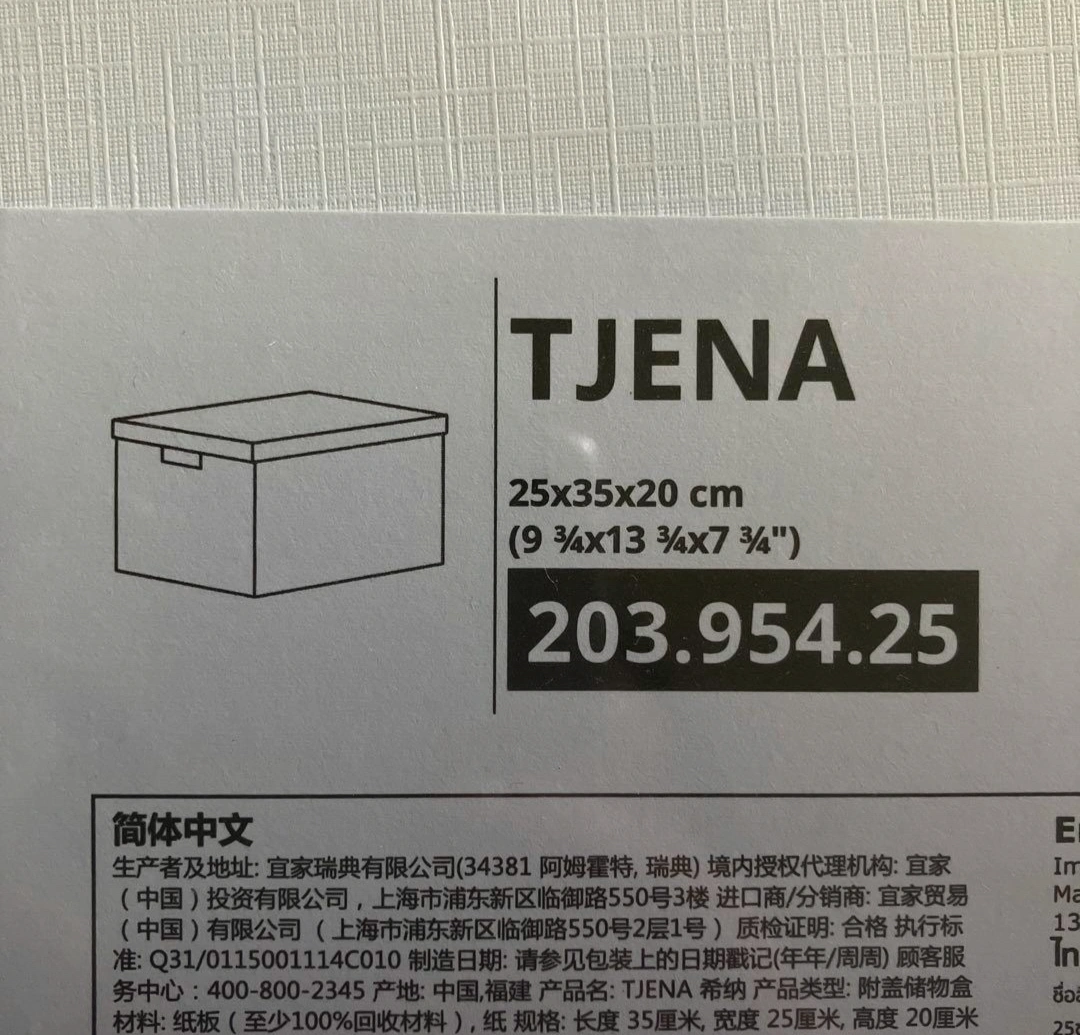 TJENA
25x35x20 cm
(9 ¾x13 ¾x7 ¾")
203.954.25
简体中文
生产者及地址: 宜家瑞典有限公司(34381 阿姆霍特, 瑞典) 境内授权代理机构: 宜家
（中国）投资有限公司，上海市浦东新区临御路550号3楼 进口商/分销商: 宜家贸易
（中国）有限公司（上海市浦东新区临御路550号2层1号） 质检证明: 合格 执行标
准: Q31/0115001114C010 制造日期: 请参见包装上的日期戳记(年年/周周) 顾客服
务中心：400-800-2345 产地: 中国,福建 产品名: TJENA 希纳 产品类型: 附盖储物盒
材料: 纸板（至少100%回收材料）, 纸 规格: 长度 35厘米, 宽度 25厘米, 高度 20厘米